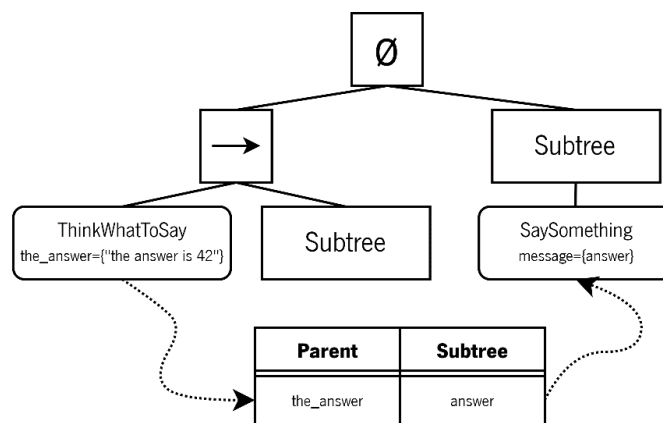 Ø
→
Subtree
ThinkWhatToSay
the_answer={"the answer is 42"}
Subtree
SaySomething
message={answer}
Parent Subtree
the_answer answer